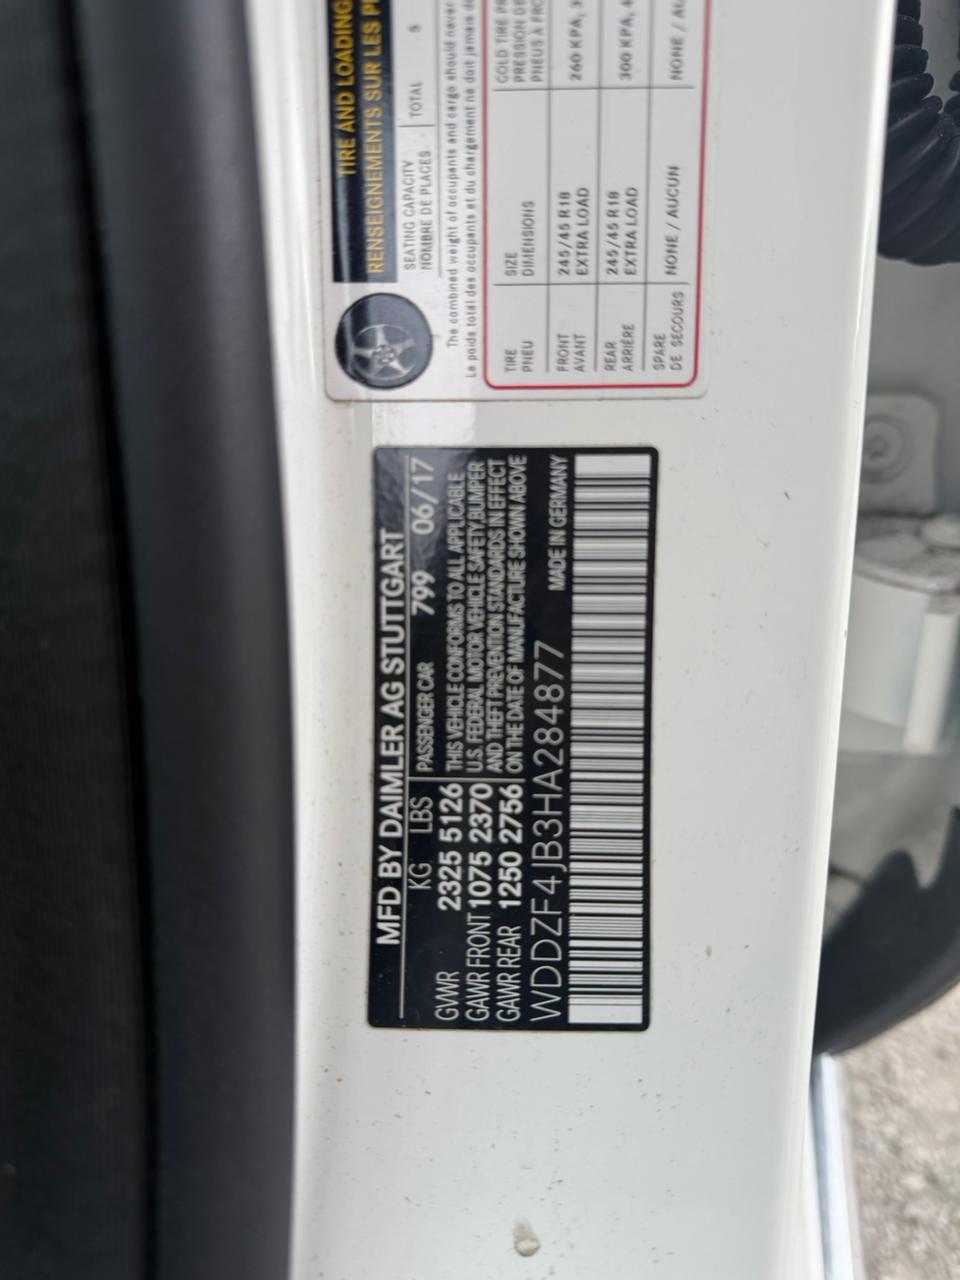 TIRE AND LOADING
RENSEIGNEMENTS SUR LES
SEATING CAPACITY
NOMBRE DE PLACES
TOTAL 5
The combined weight of occupants and cargo should never
Le poids total des occupants et du chargement ne doit jamais
TIRE
PNEU
SIZE
DIMENSIONS
COLD TIRE
PRESSION DE
PNEUS À
FRONT
AVANT
245/45 R18
EXTRA LOAD
260 KPA,
REAR
ARRIÈRE
245/45 R18
EXTRA LOAD
300 KPA,
SPARE
DE SECOURS
NONE / AUCUN
NONE /
MFD BY DAIMLER AG STUTTGART
KG LBS
PASSENGER CAR 799 06/17
GVWR 2325 5126
GAWR FRONT 1075 2370
GAWR REAR 1250 2756
THIS VEHICLE CONFORMS TO ALL APPLICABLE
U.S. FEDERAL MOTOR VEHICLE SAFETY, BUMPER
AND THEFT PREVENTION STANDARDS IN EFFECT
ON THE DATE OF MANUFACTURE SHOWN ABOVE
WDDZF4JB3HA284877 MADE IN GERMANY